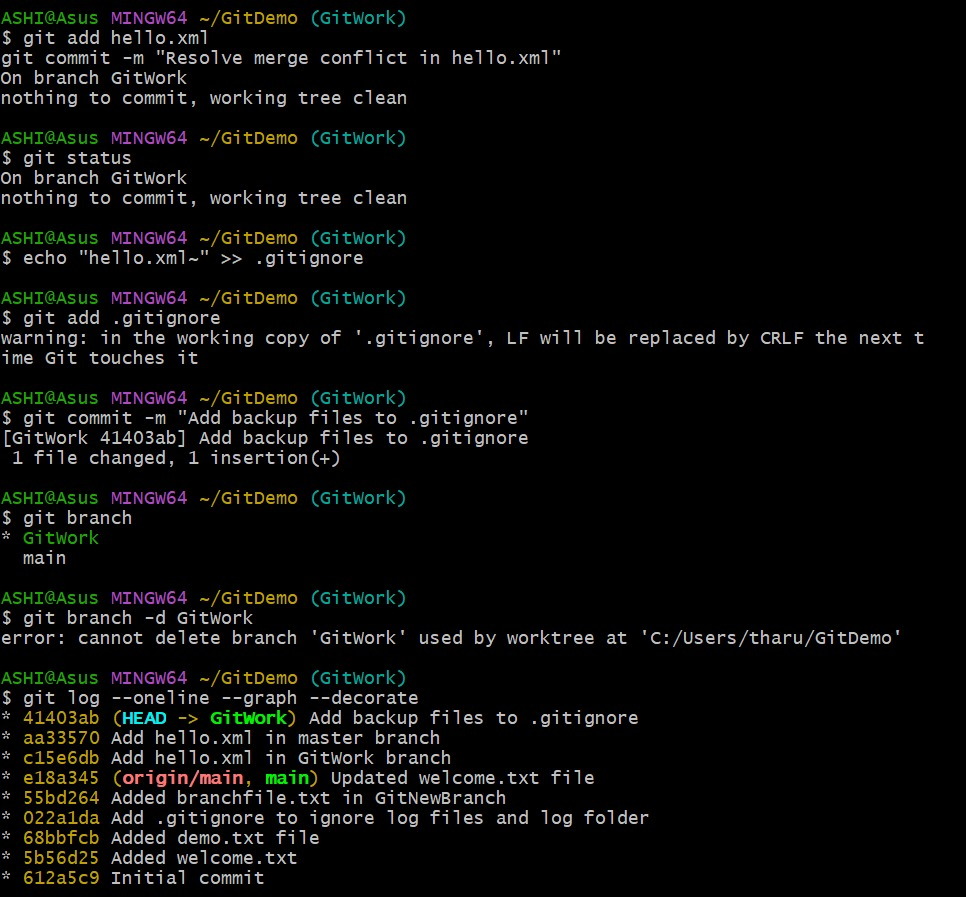 ASHI@Asus MINGW64 ~/GitDemo (GitWork)
$ git add hello.xml
git commit -m "Resolve merge conflict in hello.xml"
On branch GitWork
nothing to commit, working tree clean
ASHI@Asus MINGW64 ~/GitDemo (GitWork)
$ git status
On branch GitWork
nothing to commit, working tree clean
ASHI@Asus MINGW64 ~/GitDemo (GitWork)
$ echo "hello.xml~" >> .gitignore
ASHI@Asus MINGW64 ~/GitDemo (GitWork)
$ git add .gitignore
warning: in the working copy of '.gitignore', LF will be replaced by CRLF the next t
ime Git touches it
ASHI@Asus MINGW64 ~/GitDemo (GitWork)
$ git commit -m "Add backup files to .gitignore"
[GitWork 41403ab] Add backup files to .gitignore
 1 file changed, 1 insertion(+)
ASHI@Asus MINGW64 ~/GitDemo (GitWork)
$ git branch
* GitWork
  main
ASHI@Asus MINGW64 ~/GitDemo (GitWork)
$ git branch -d GitWork
error: cannot delete branch 'GitWork' used by worktree at 'C:/Users/tharu/GitDemo'
ASHI@Asus MINGW64 ~/GitDemo (GitWork)
$ git log --oneline --graph --decorate
* 41403ab (HEAD -> GitWork) Add backup files to .gitignore
* aa33570 Add hello.xml in master branch
* c15e6db Add hello.xml in GitWork branch
* e18a345 (origin/main, main) Updated welcome.txt file
* 55bd264 Added branchfile.txt in GitNewBranch
* 022a1da Add .gitignore to ignore log files and log folder
* 68bbfcb Added demo.txt file
* 5b56d25 Added welcome.txt
* 612a5c9 Initial commit